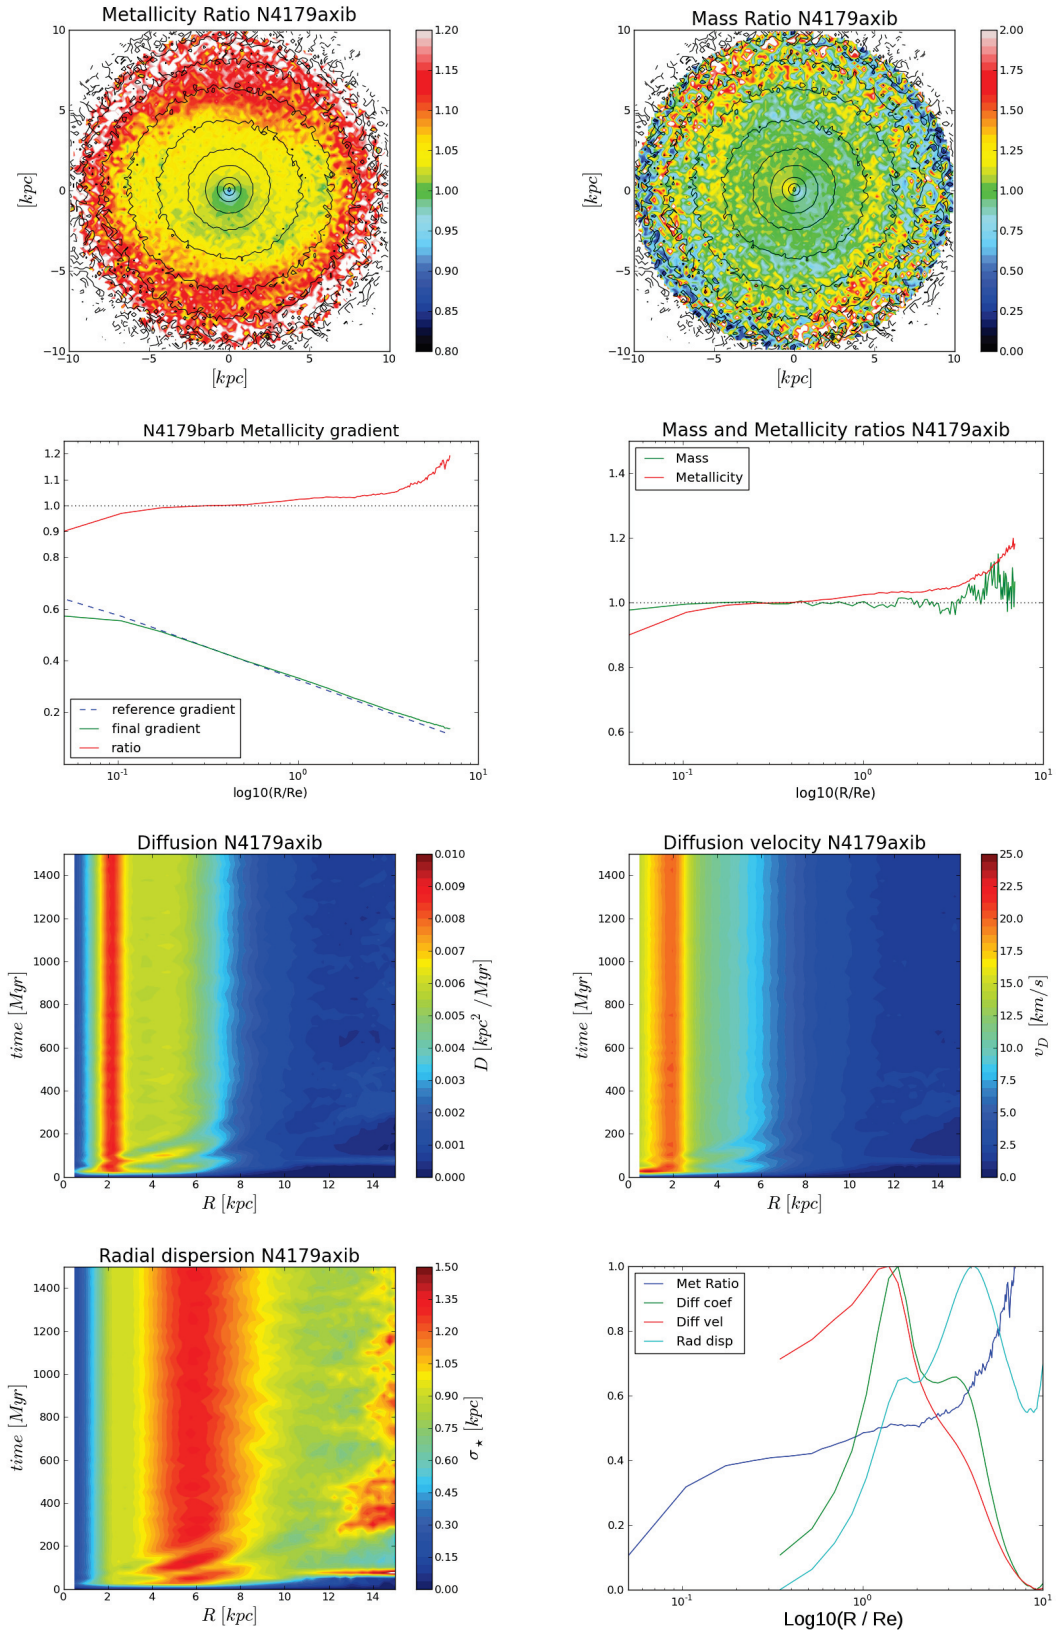 Metallicity Ratio N4179axib
10
5
0
−5
−10
−10 −5 0 5 10
[kpc]
[kpc]
1.20
1.15
1.10
1.05
1.00
0.95
0.90
0.85
0.80
Mass Ratio N4179axib
10
5
0
−5
−10
−10 −5 0 5 10
[kpc]
[kpc]
2.00
1.75
1.50
1.25
1.00
0.75
0.50
0.25
0.00
N4179barb Metallicity gradient
1.2
1.1
1.0
0.9
0.8
0.6
0.4
0.2
reference gradient
final gradient
ratio
10⁻¹ 10⁰ 10¹
log10(R/Re)
Mass and Metallicity ratios N4179axib
Mass
Metallicity
1.4
1.2
1.0
0.8
0.6
10⁻¹ 10⁰ 10¹
log10(R/Re)
Diffusion N4179axib
1400
1200
1000
800
600
400
200
0
0 2 4 6 8 10 12 14
time [Myr]
R [kpc]
0.010
0.009
0.008
0.007
0.006
0.005
0.004
0.003
0.002
0.001
0.000
D [kpc² /Myr]
Diffusion velocity N4179axib
1400
1200
1000
800
600
400
200
0
0 2 4 6 8 10 12 14
time [Myr]
R [kpc]
25.0
22.5
20.0
17.5
15.0
12.5
10.0
7.5
5.0
2.5
0.0
v_D [km/s]
Radial dispersion N4179axib
1400
1200
1000
800
600
400
200
0
0 2 4 6 8 10 12 14
time [Myr]
R [kpc]
1.50
1.35
1.20
1.05
0.90
0.75
0.60
0.45
0.30
0.15
0.00
σ⋆ [kpc]
Met Ratio
Diff coef
Diff vel
Rad disp
1.0
0.8
0.6
0.4
0.2
0.0
10⁻¹ 10⁰ 10¹
Log10(R / Re)